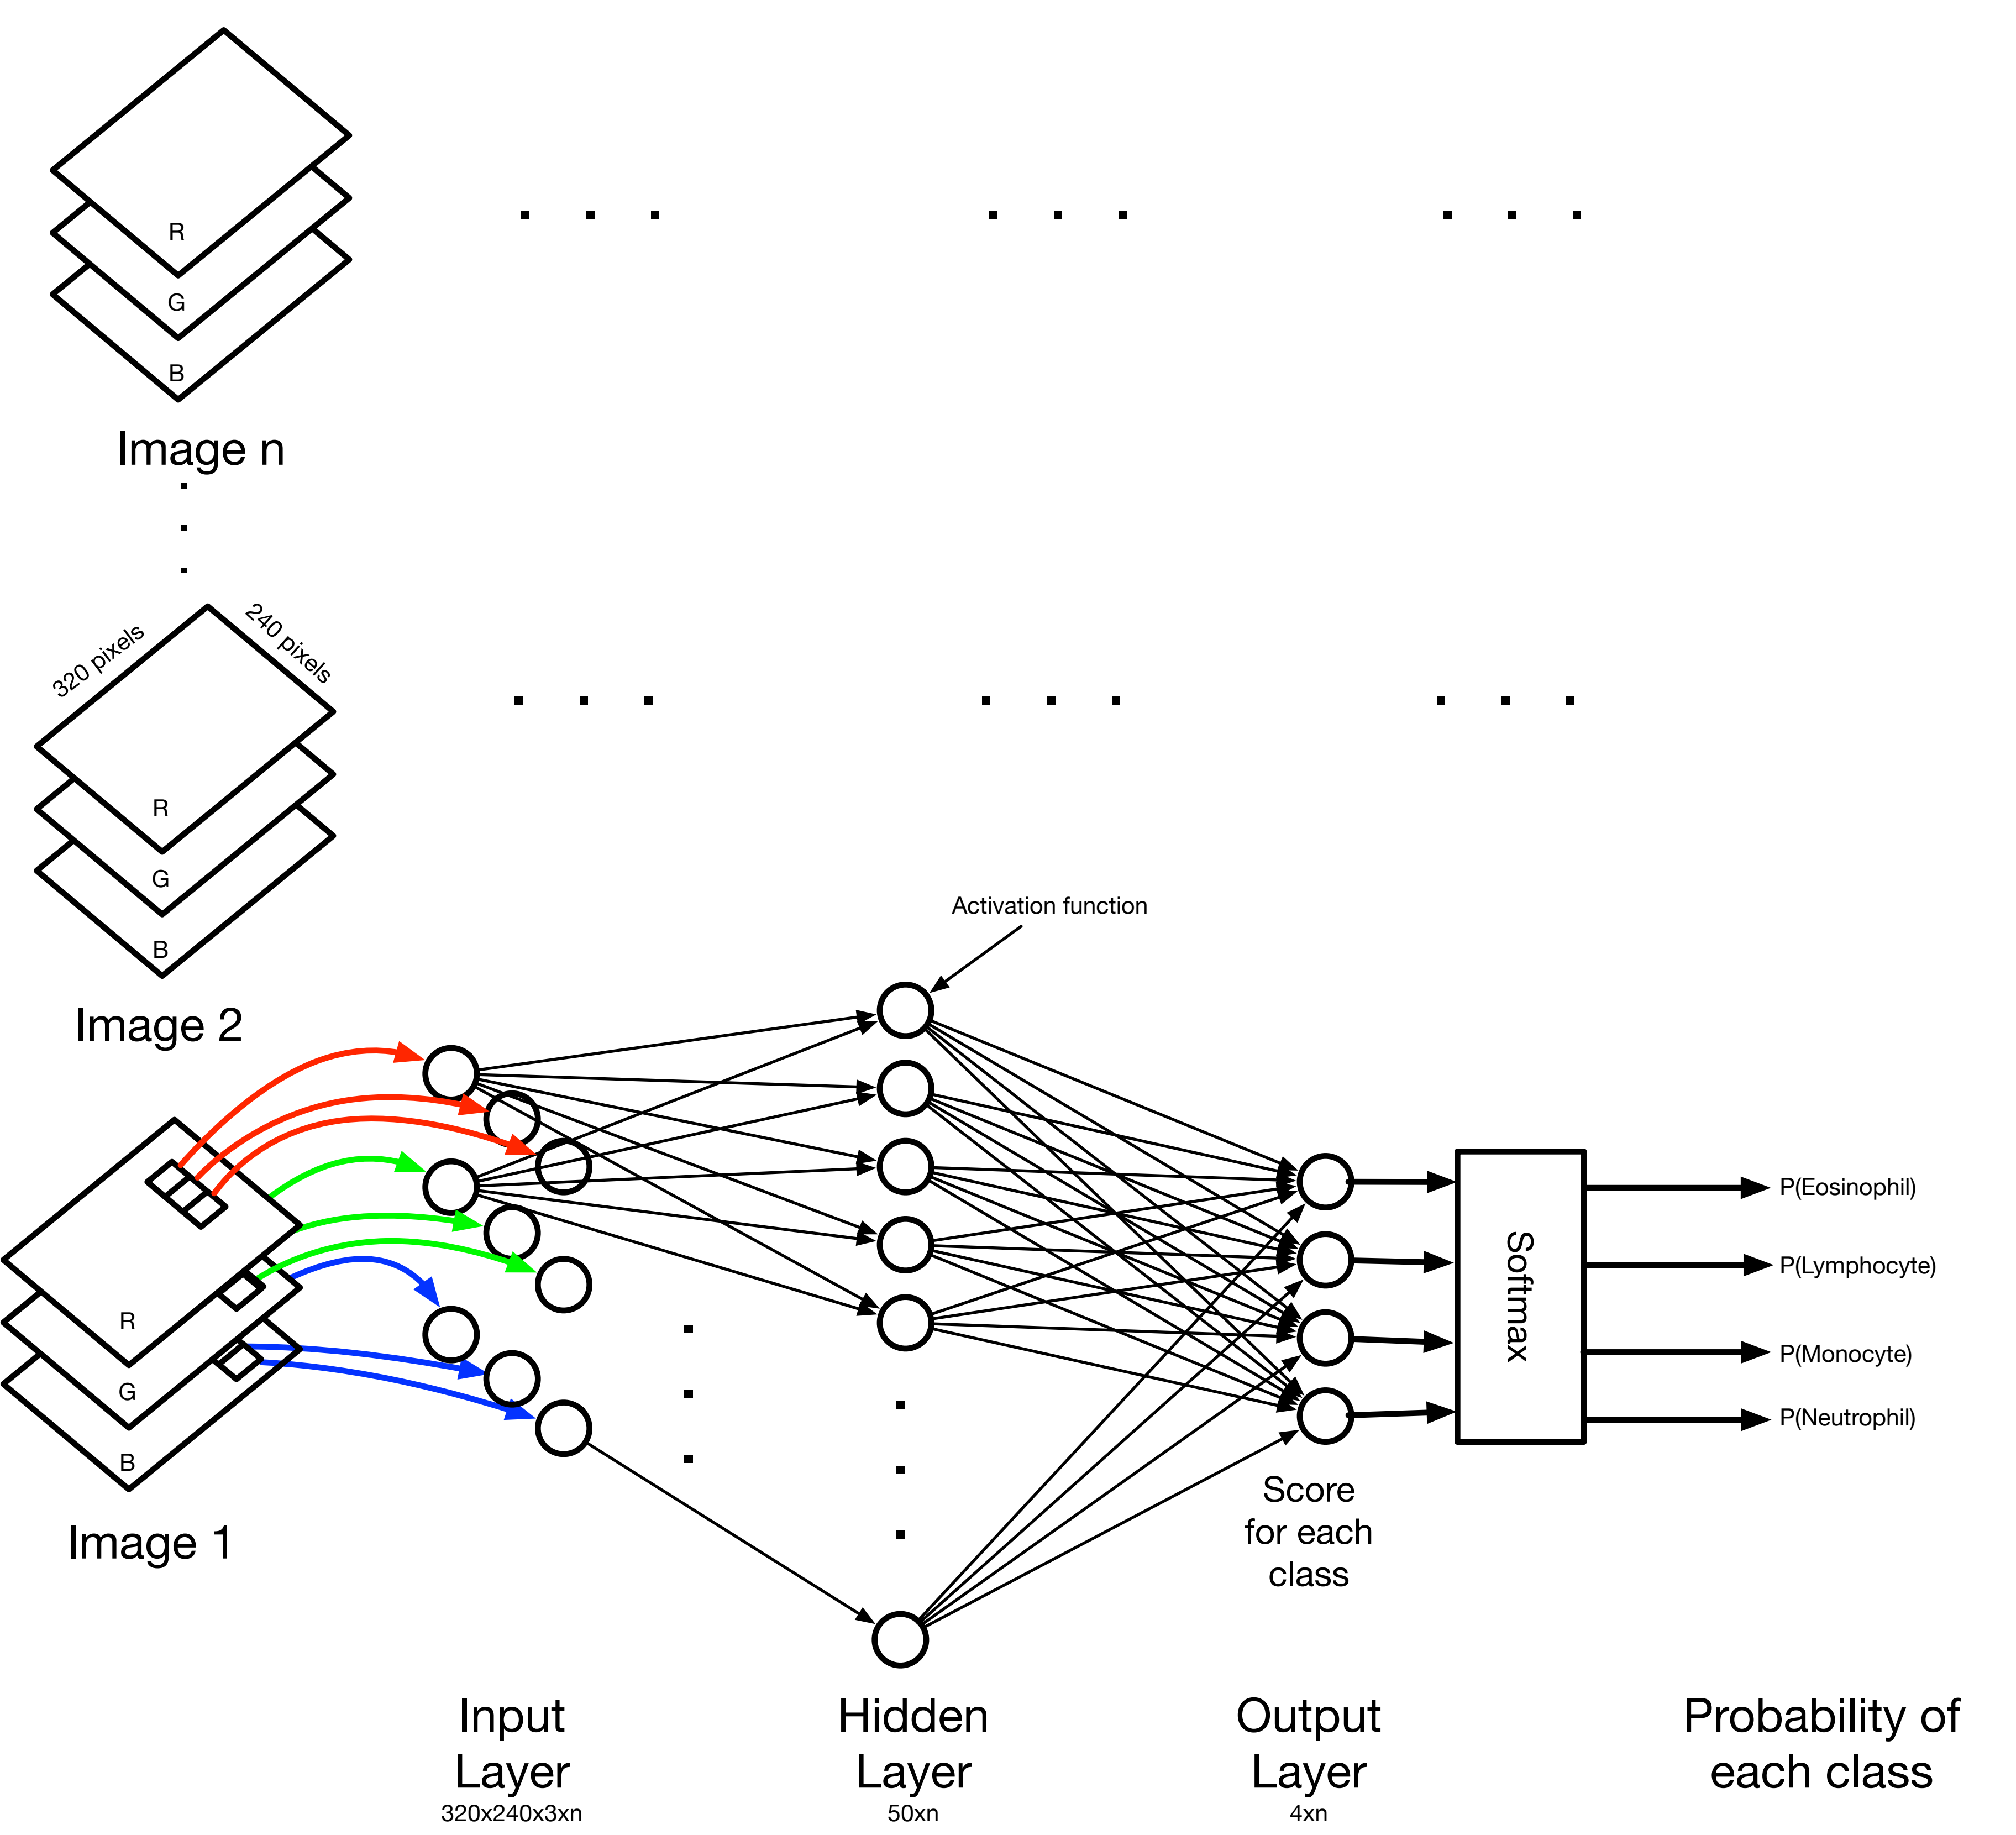 R
G
B
Image n
.
.
.
320 pixels
240 pixels
R
G
B
Image 2
Activation function
R
G
B
Image 1
Softmax
P(Eosinophil)
P(Lymphocyte)
P(Monocyte)
P(Neutrophil)
Score
for each
class
Input
Layer
320x240x3xn
Hidden
Layer
50xn
Output
Layer
4xn
Probability of
each class